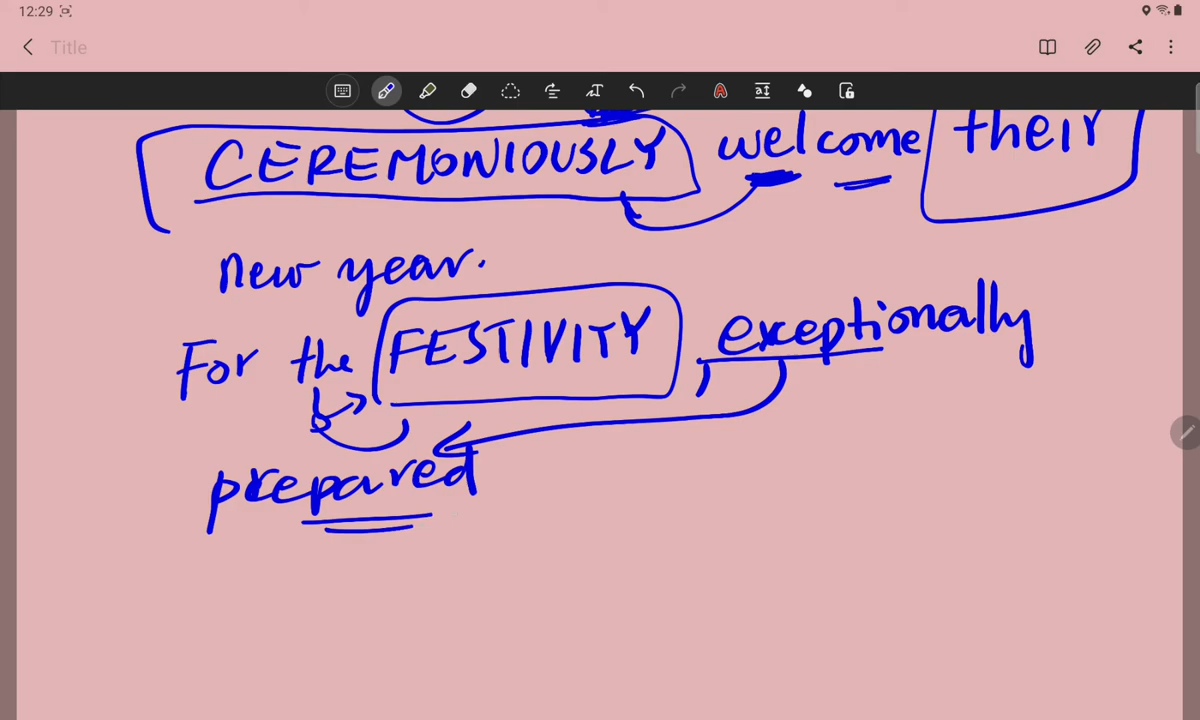 12:29
Title
CEREMONIOUSLY welcome their
new year.
For the FESTIVITY, exceptionally
prepared